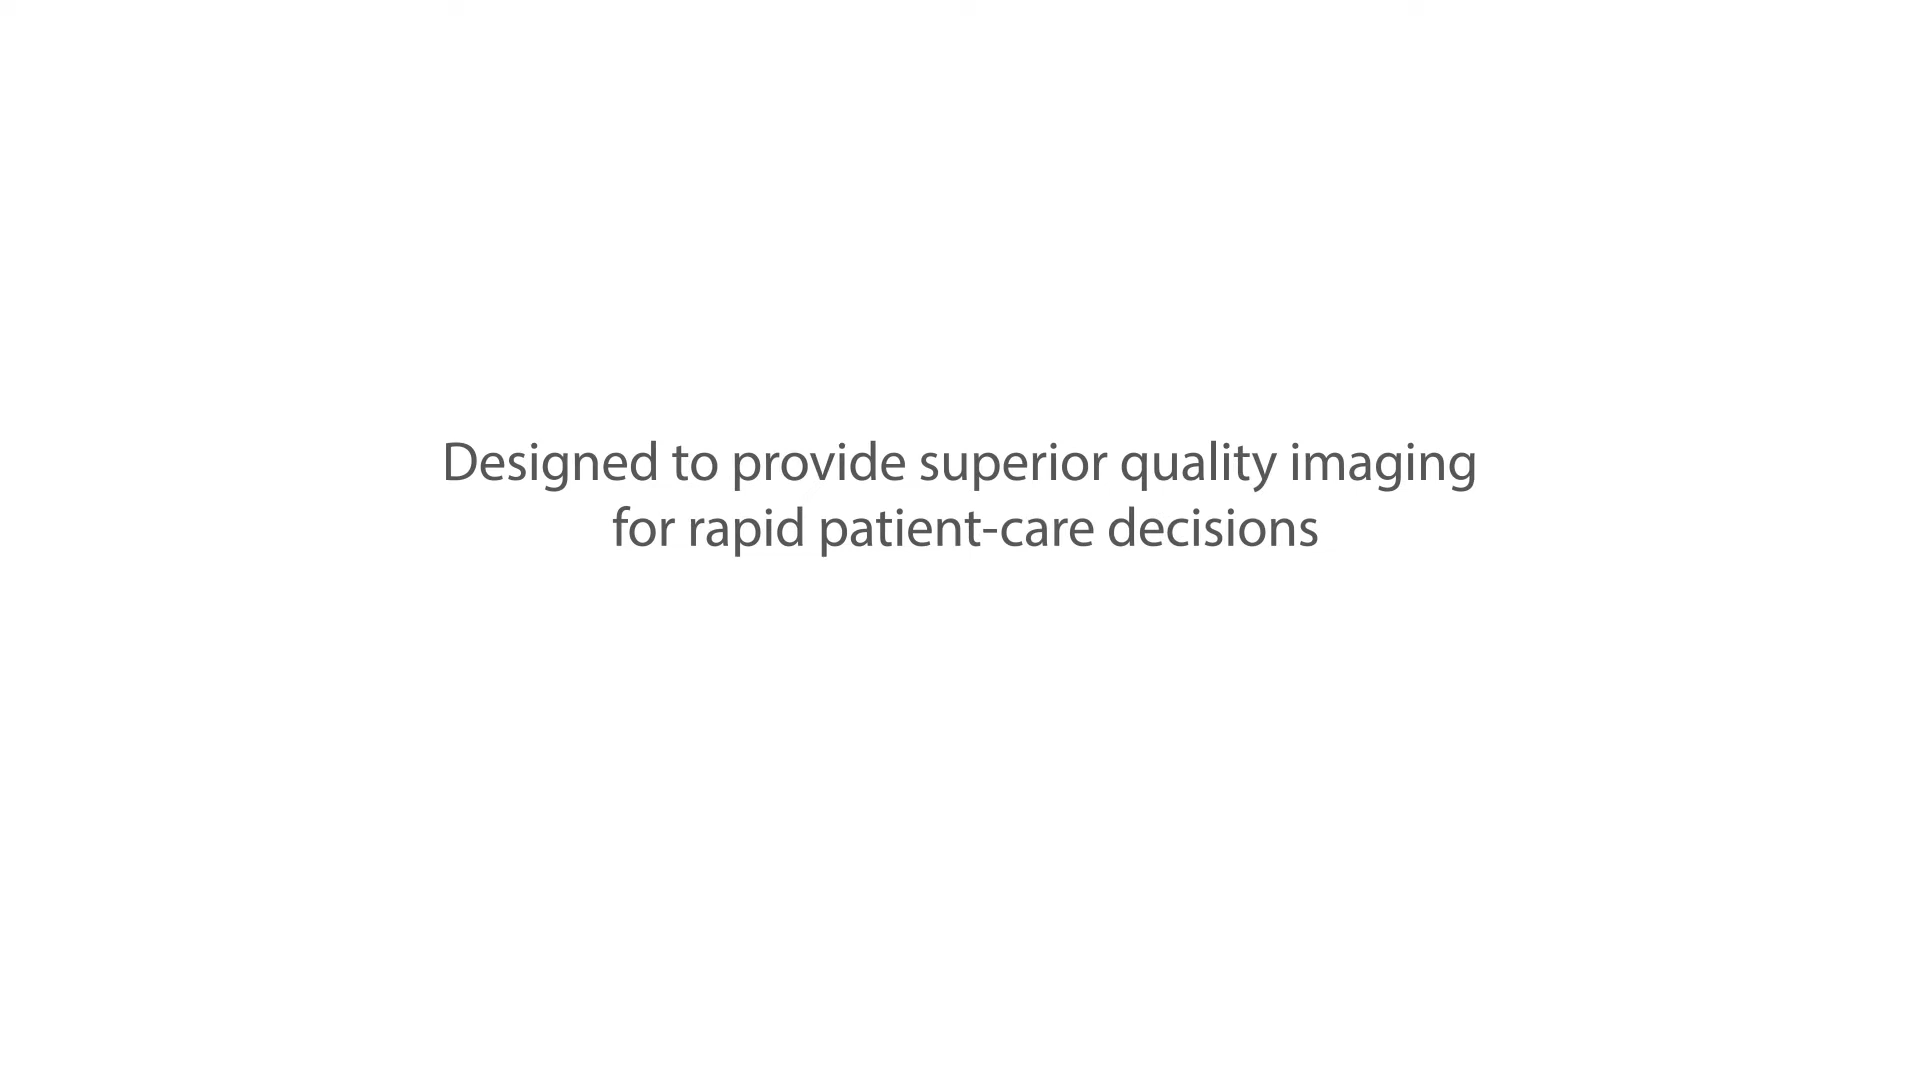 Designed to provide superior quality imaging
for rapid patient-care decisions